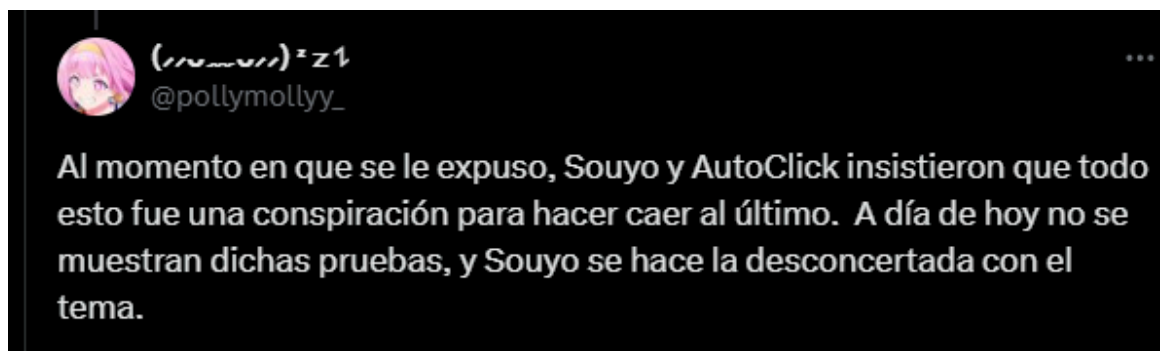 (⸝⸝ᴗ﹏ᴗ⸝⸝) ᶻ z 1
@pollymollyy_
Al momento en que se le expuso, Souyo y AutoClick insistieron que todo
esto fue una conspiración para hacer caer al último.  A día de hoy no se
muestran dichas pruebas, y Souyo se hace la desconcertada con el
tema.